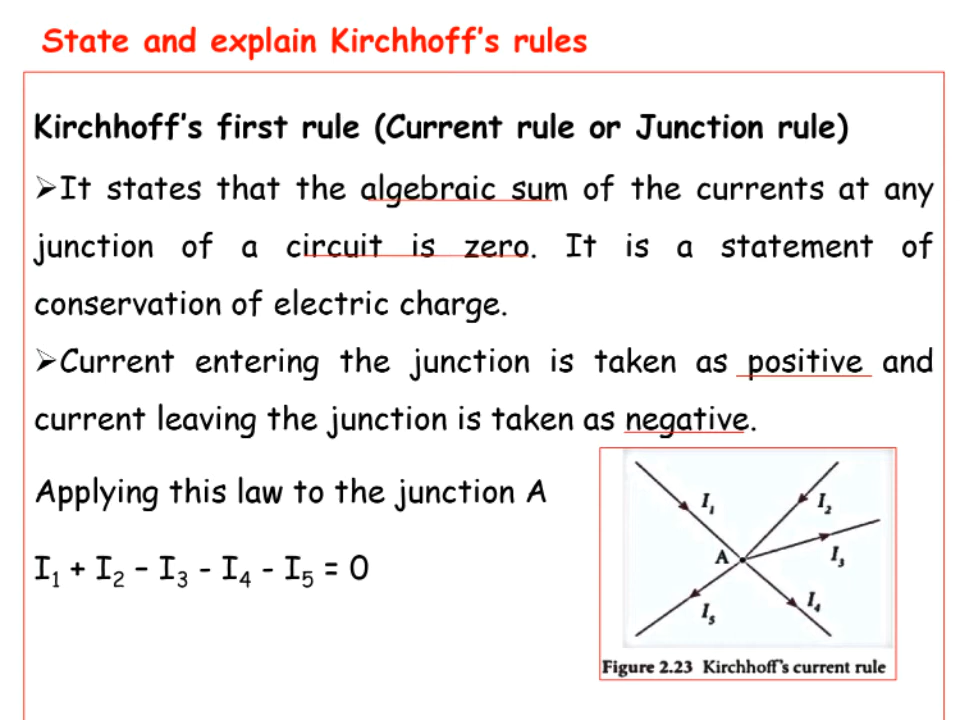 State and explain Kirchhoff's rules
Kirchhoff's first rule (Current rule or Junction rule)
➢It states that the algebraic sum of the currents at any
junction of a circuit is zero. It is a statement of
conservation of electric charge.
➢Current entering the junction is taken as positive and
current leaving the junction is taken as negative.
Applying this law to the junction A
I₁ + I₂ – I₃ - I₄ - I₅ = 0
I₁
I₂
A
I₃
I₄
I₅
Figure 2.23 Kirchhoff's current rule